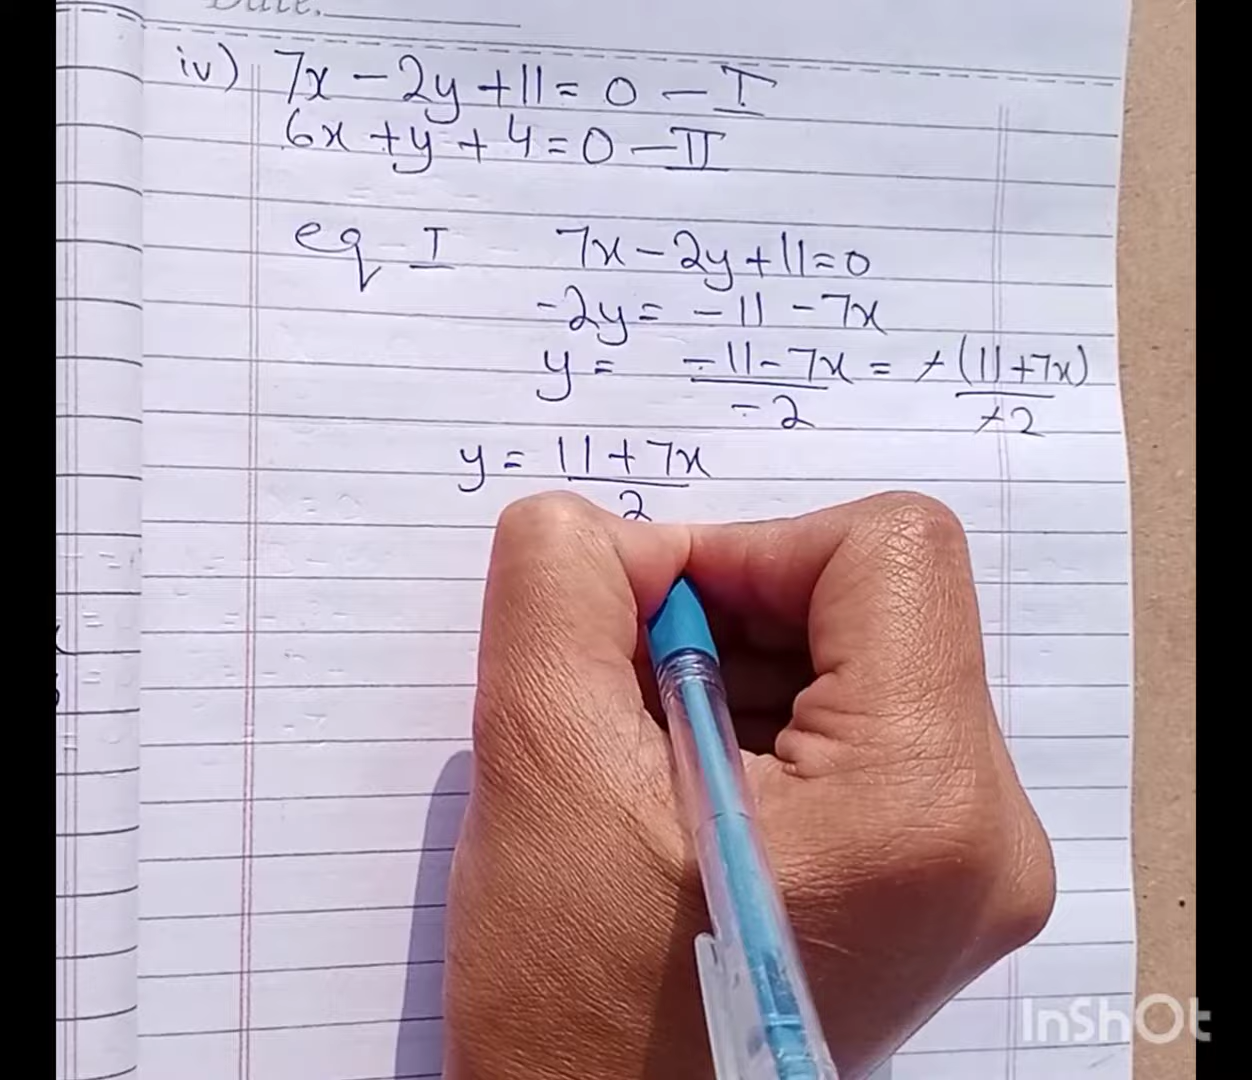 Date.
iv) 7x - 2y + 11 = 0 - I
6x + y + 4 = 0 - II
eq I 7x - 2y + 11 = 0
-2y = -11 - 7x
y = -11 - 7x / -2 = -(11 + 7x) / -2
y = 11 + 7x / 2
InShOt